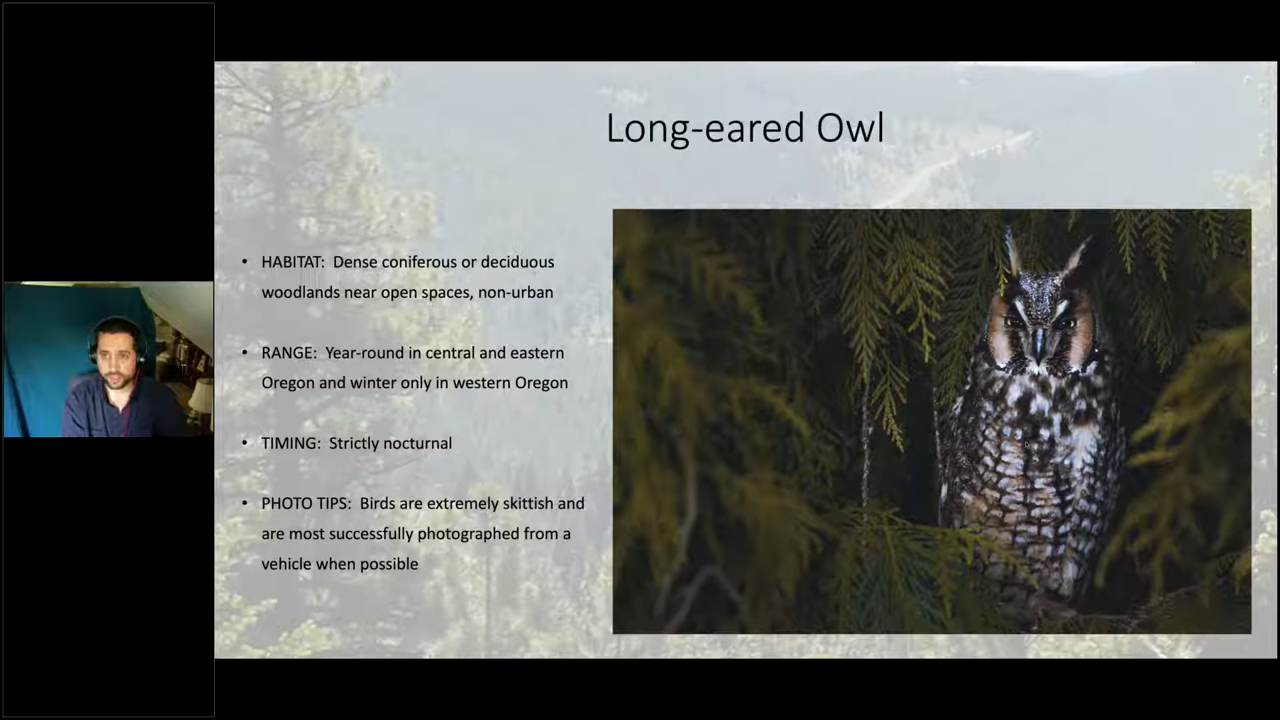 Long-eared Owl
• HABITAT: Dense coniferous or deciduous
woodlands near open spaces, non-urban
• RANGE: Year-round in central and eastern
Oregon and winter only in western Oregon
• TIMING: Strictly nocturnal
• PHOTO TIPS: Birds are extremely skittish and
are most successfully photographed from a
vehicle when possible